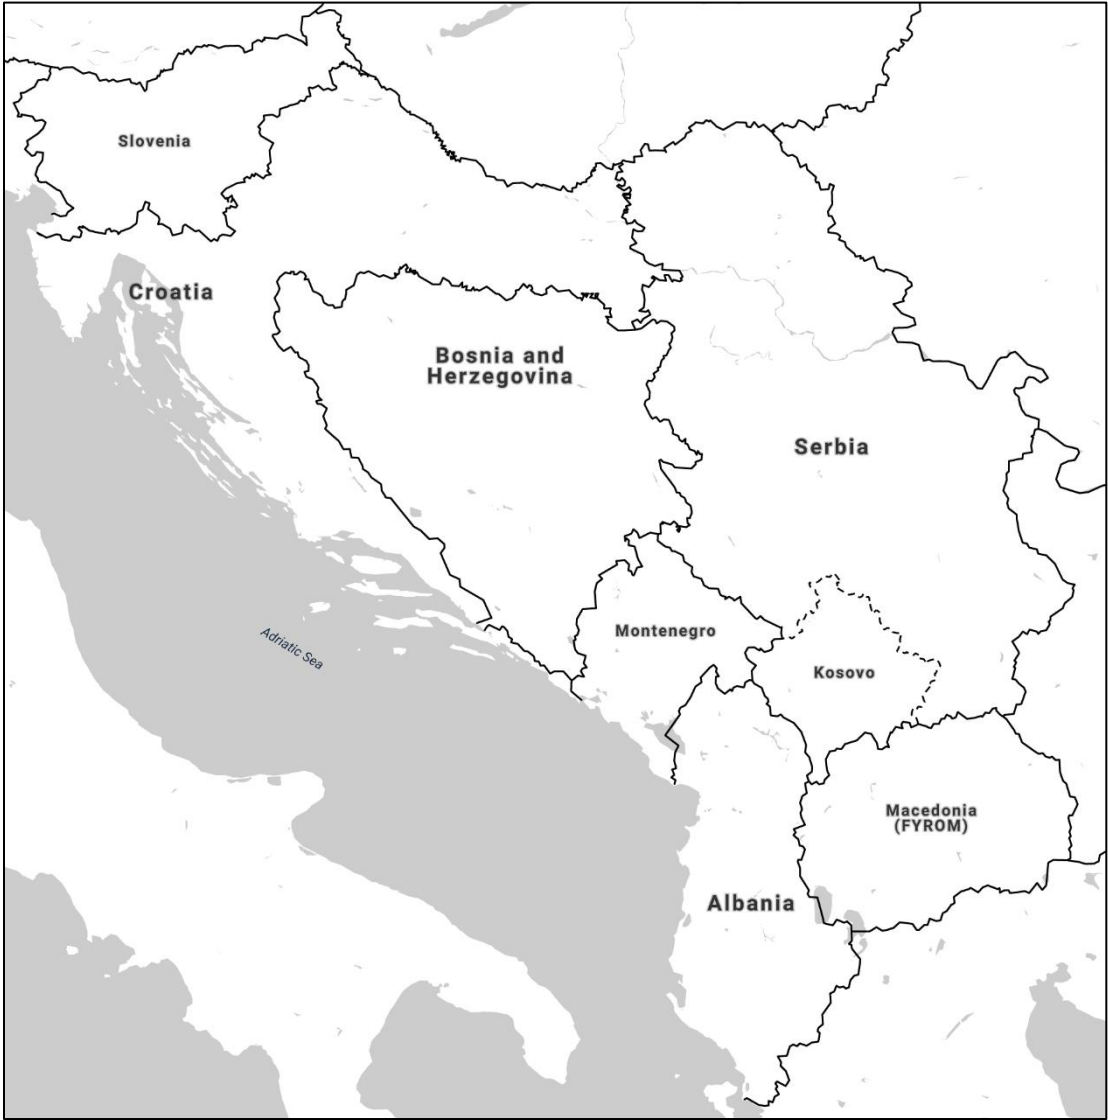 Slovenia
Croatia
Bosnia and
Herzegovina
Serbia
Montenegro
Kosovo
Adriatic Sea
Macedonia
(FYROM)
Albania